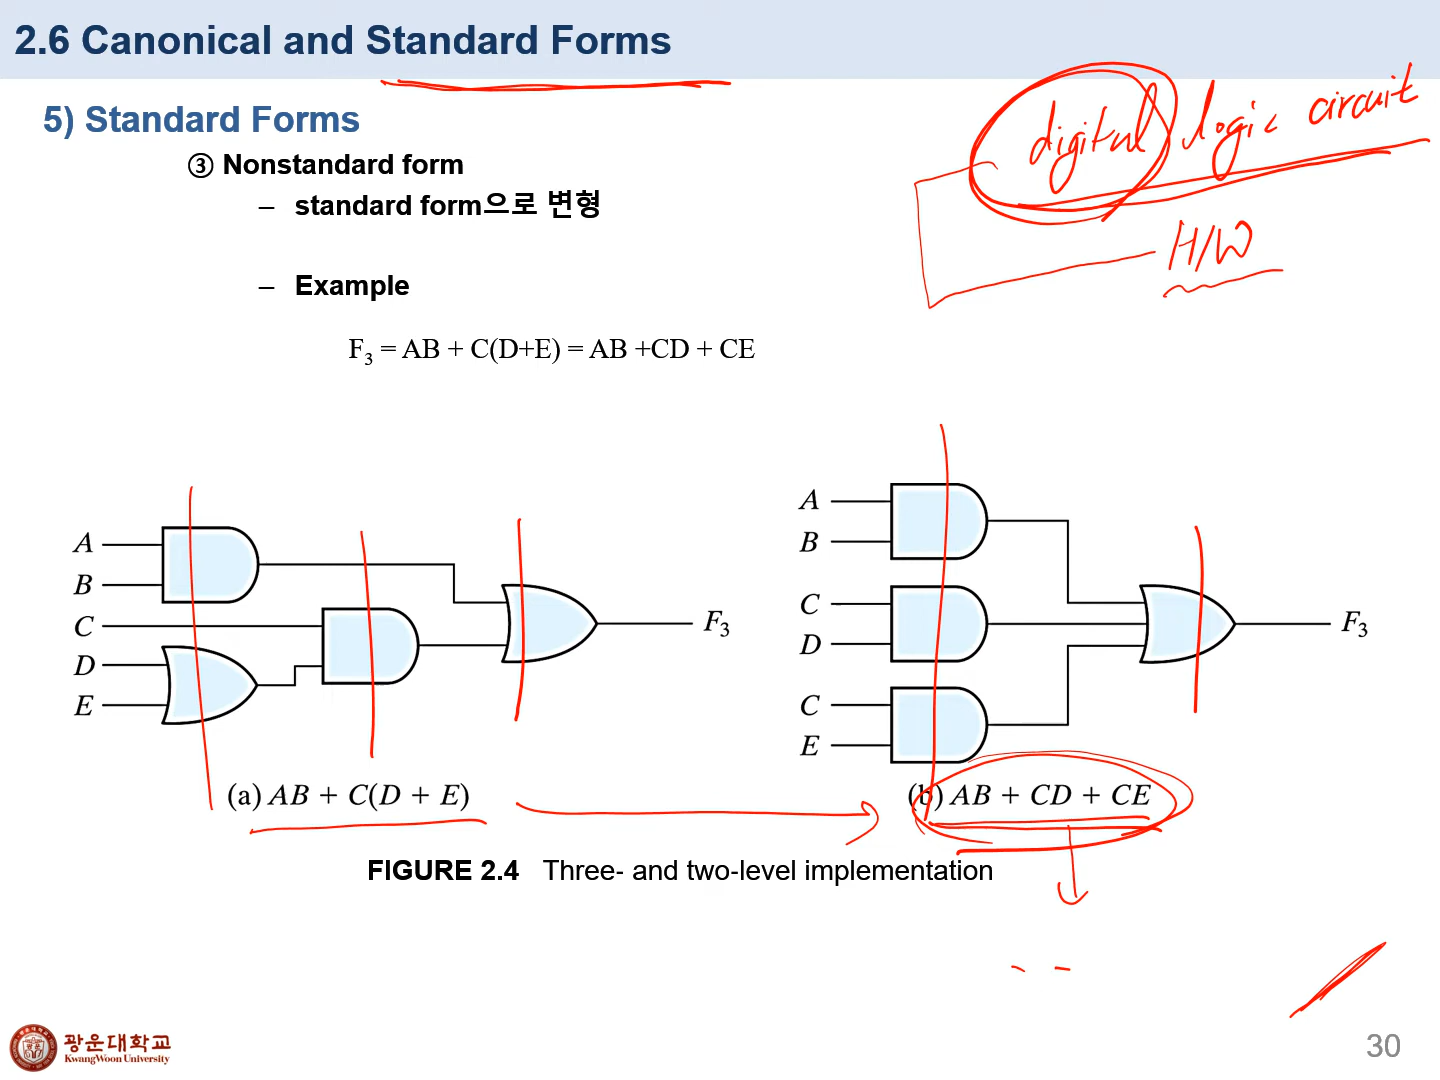 2.6 Canonical and Standard Forms
5) Standard Forms
digital logic circuit
③ Nonstandard form
– standard form으로 변형
H/W
– Example
F₃ = AB + C(D+E) = AB +CD + CE
A
B
C
D
E
F₃
A
B
C
D
C
E
F₃
(a) AB + C(D + E)
(b) AB + CD + CE
FIGURE 2.4 Three- and two-level implementation
광운대학교
KwangWoon University
30